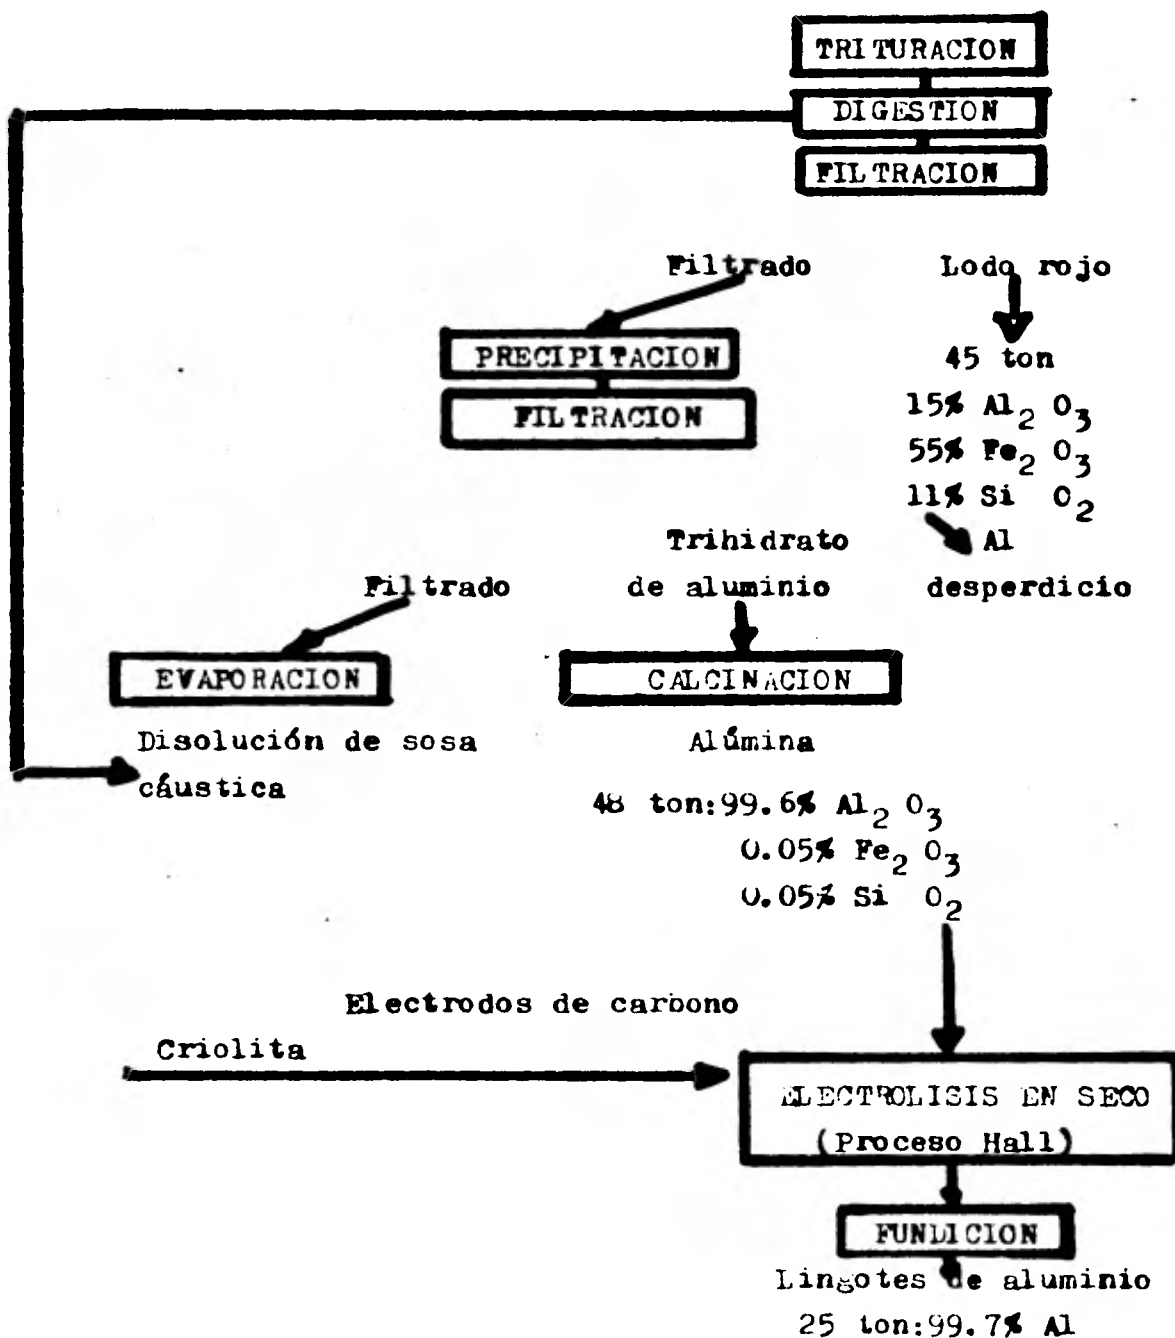 TRITURACION
DIGESTION
FILTRACION
Filtrado Lodo rojo
PRECIPITACION
FILTRACION
45 ton
15% Al2 O3
55% Fe2 O3
11% Si O2
Al
desperdicio
Trihidrato
de aluminio
Filtrado
EVAPORACION
CALCINACION
Disolución de sosa
cáustica
Alúmina
48 ton:99.6% Al2 O3
0.05% Fe2 O3
0.05% Si O2
Electrodos de carbono
Criolita
ELECTROLISIS EN SECO
(Proceso Hall)
FUNDICION
Lingotes de aluminio
25 ton:99.7% Al